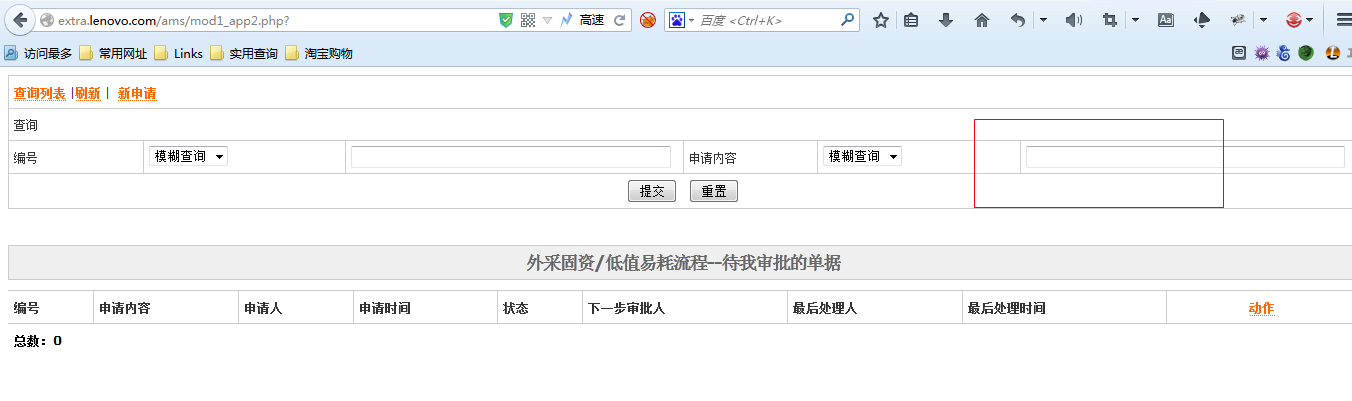 extra.lenovo.com/ams/mod1_app2.php?
高速
百度 <Ctrl+K>
访问最多 常用网址 Links 实用查询 淘宝购物
查询列表 |刷新 | 新申请
查询
编号 模糊查询 申请内容 模糊查询
提交 重置
外采固资/低值易耗流程--待我审批的单据
编号 申请内容 申请人 申请时间 状态 下一步审批人 最后处理人 最后处理时间 动作
总数：0